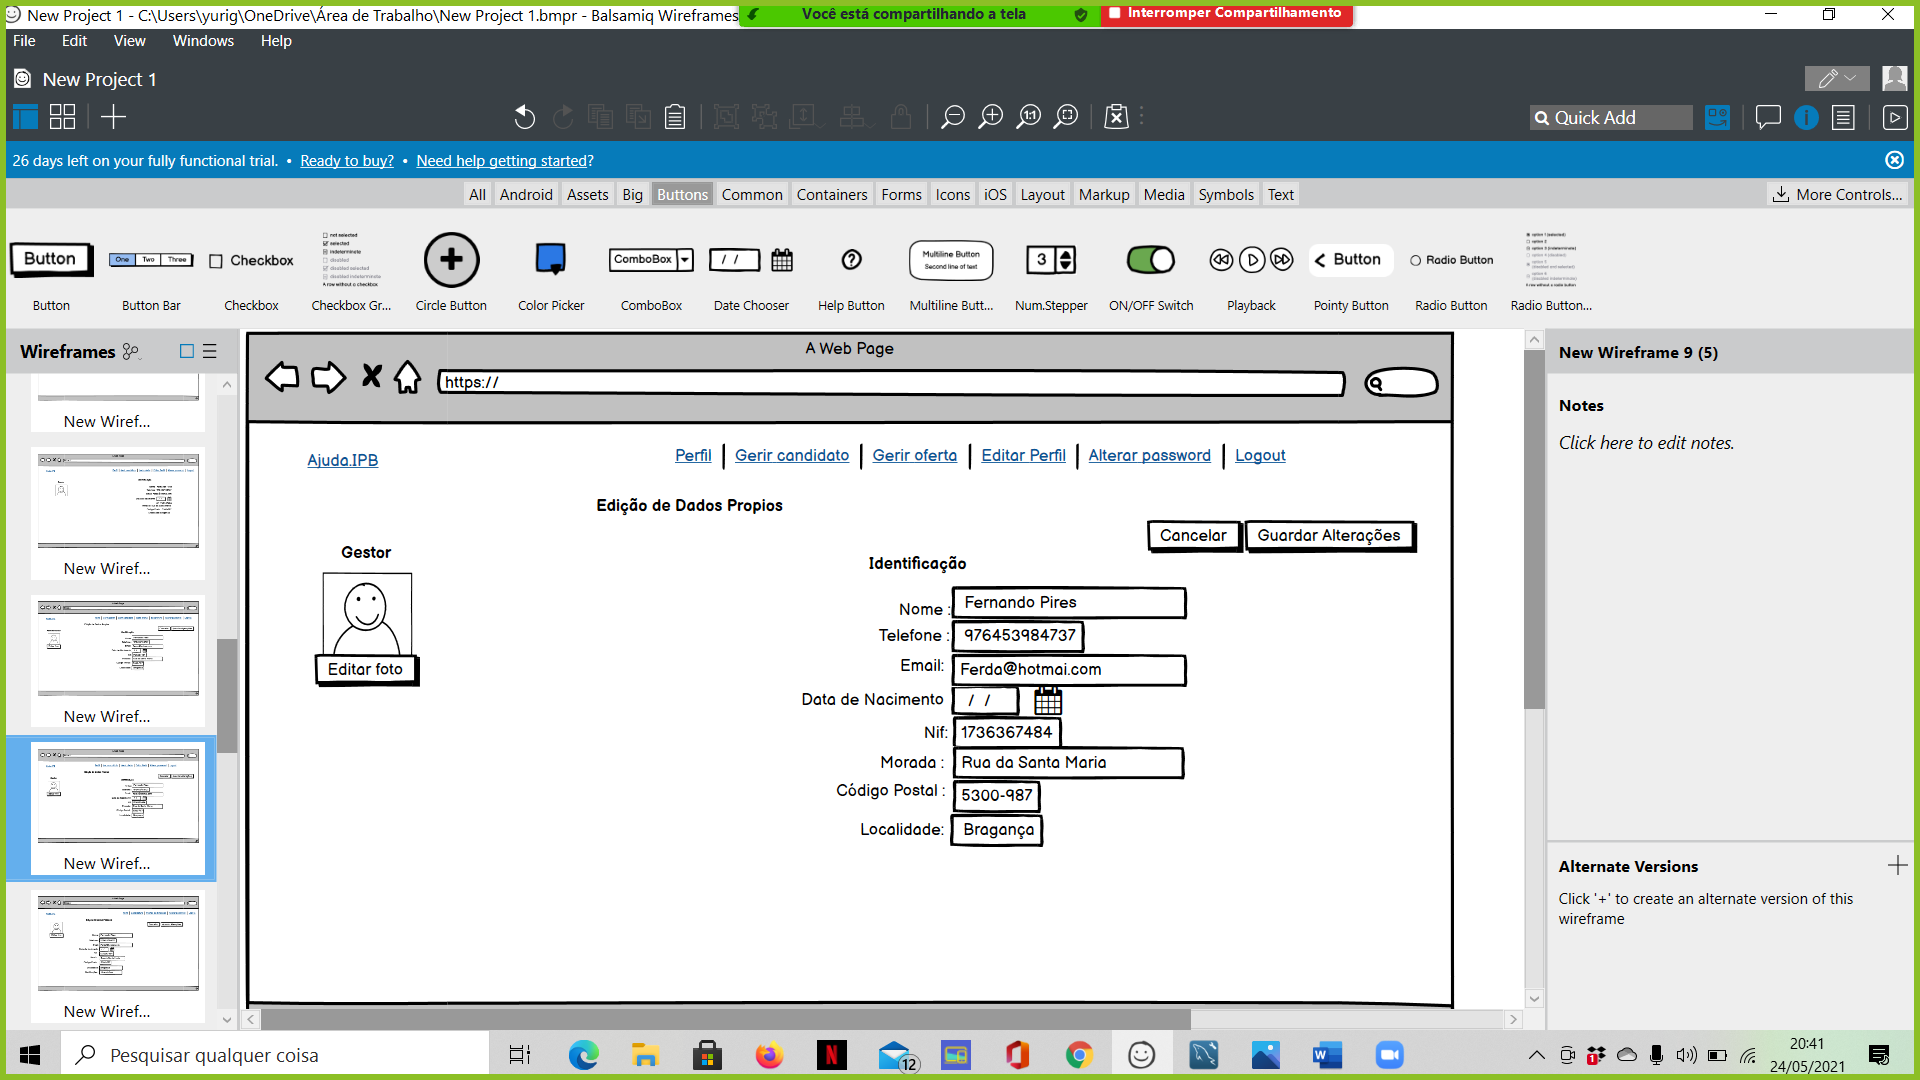 New Project 1 - C:\Users\yurig\OneDrive\Área de Trabalho\New Project 1.bmpr - Balsamiq Wireframes
Você está compartilhando a tela
Interromper Compartilhamento
File Edit View Windows Help
New Project 1
1:1
Quick Add
26 days left on your fully functional trial. • Ready to buy? • Need help getting started?
All Android Assets Big Buttons Common Containers Forms Icons iOS Layout Markup Media Symbols Text
More Controls...
Button One Two Three Checkbox ComboBox / / Multiline Button Second line of text 3 Button Radio Button
Button Button Bar Checkbox Checkbox Gr... Circle Button Color Picker ComboBox Date Chooser Help Button Multiline Butt... Num.Stepper ON/OFF Switch Playback Pointy Button Radio Button Radio Button...
Wireframes
New Wiref...
New Wiref...
New Wiref...
New Wiref...
New Wiref...
A Web Page
https://
Ajuda.IPB
Perfil Gerir candidato Gerir oferta Editar Perfil Alterar password Logout
Edição de Dados Propios
Cancelar Guardar Alterações
Gestor
Editar foto
Identificação
Nome : Fernando Pires
Telefone : 976453984737
Email: Ferda@hotmai.com
Data de Nacimento / /
Nif: 1736367484
Morada : Rua da Santa Maria
Código Postal : 5300-987
Localidade: Bragança
New Wireframe 9 (5)
Notes
Click here to edit notes.
Alternate Versions
Click '+' to create an alternate version of this
wireframe
Pesquisar qualquer coisa
12
1
20:41
24/05/2021